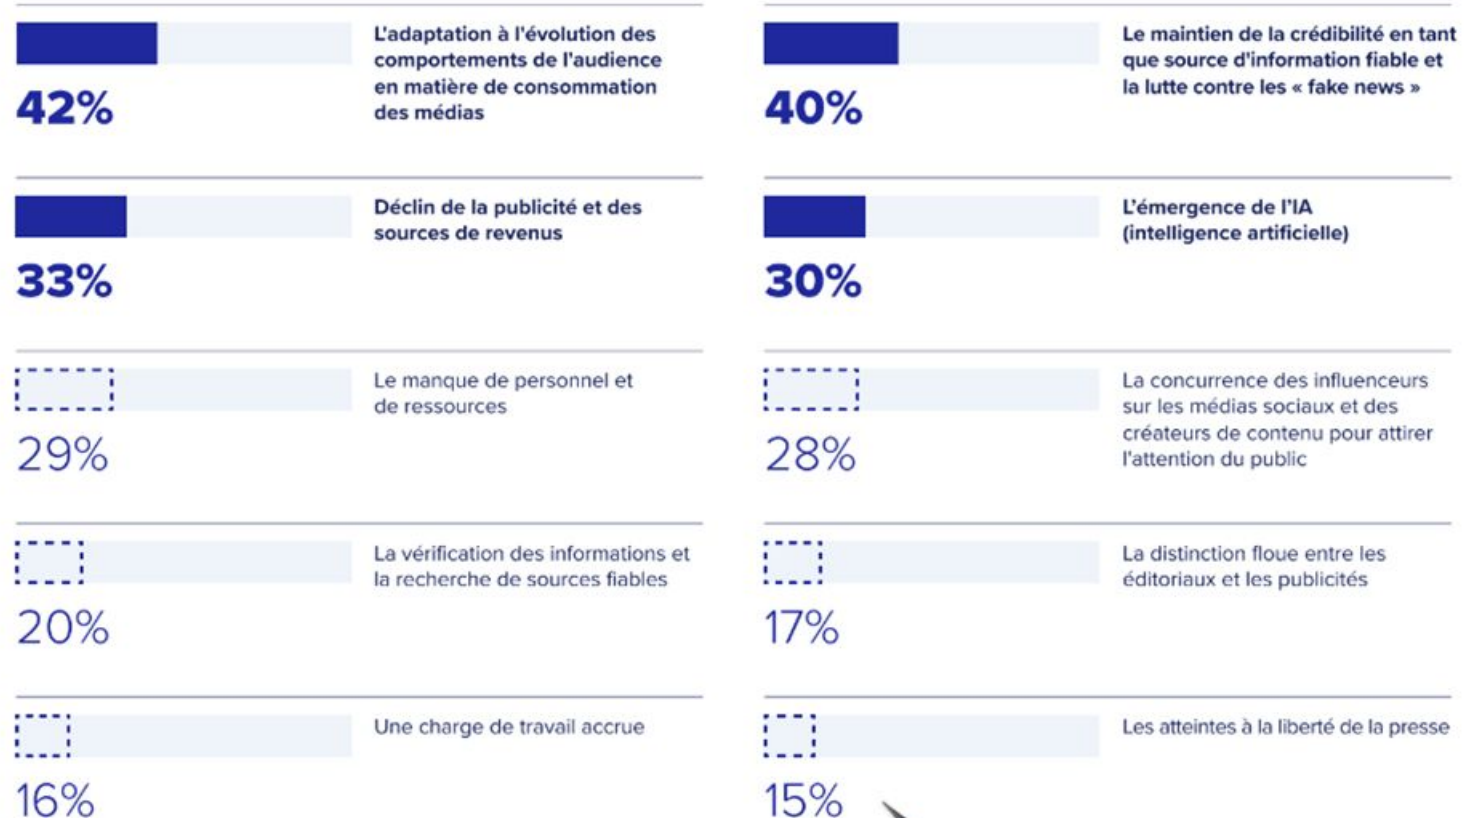 L'adaptation à l'évolution des
comportements de l'audience
en matière de consommation
des médias
42%
Le maintien de la crédibilité en tant
que source d'information fiable et
la lutte contre les « fake news »
40%
Déclin de la publicité et des
sources de revenus
33%
L'émergence de l'IA
(intelligence artificielle)
30%
Le manque de personnel et
de ressources
29%
La concurrence des influenceurs
sur les médias sociaux et des
créateurs de contenu pour attirer
l'attention du public
28%
La vérification des informations et
la recherche de sources fiables
20%
La distinction floue entre les
éditoriaux et les publicités
17%
Une charge de travail accrue
16%
Les atteintes à la liberté de la presse
15%